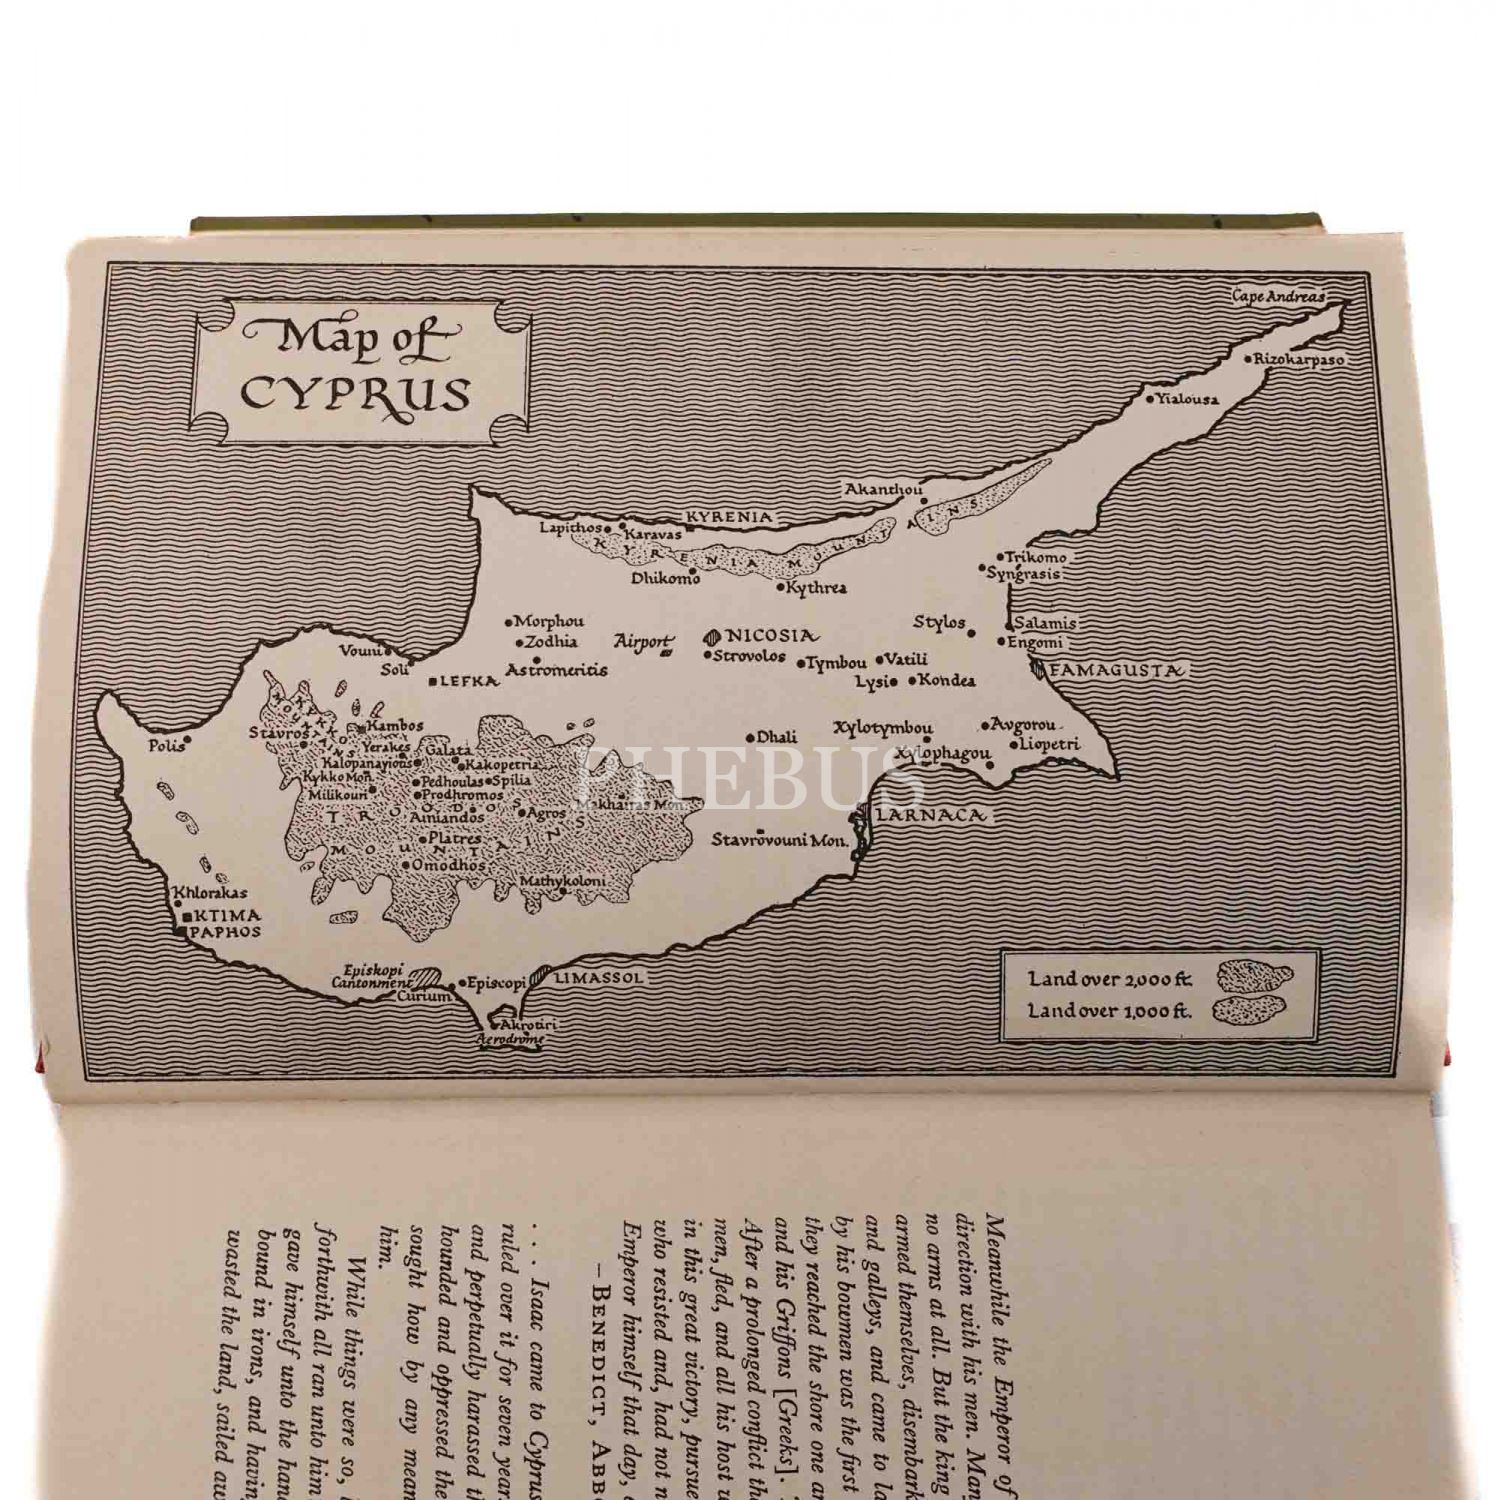 Map of
CYPRUS
Cape Andreas
Rizokarpaso
Yialousa
Akanthou
KYRENIA
Lapithos
Karavas
KYRENIA MOUNTAINS
Trikomo
Syngrasis
Dhikomo
Kythrea
Morphou
Zodhia
Airport
NICOSIA
Stylos
Salamis
Engomi
Vouni
Soli
Astromeritis
Strovolos
Tymbou
Vatili
FAMAGUSTA
LEFKA
Lysi
Kondea
KYKKO MOUNTAINS
Stavros
Kambos
Polis
Yerakes
Galata
Dhali
Xylotymbou
Avgorou
Liopetri
Kalopanayiotis
Kakopetria
Xylophagou
Kykko Mon.
Pedhoulas
Spilia
PHEBUS
Milikouri
Prodhromos
Makhairas Mon.
TROODOS
Amiandos
Agros
LARNACA
Platres
Stavrovouni Mon.
MOUNTAINS
Omodhos
Mathykoloni
Khlorakas
KTIMA
PAPHOS
Episkopi
Cantonment
Episcopi
LIMASSOL
Curium
Land over 2,000 ft.
Land over 1,000 ft.
Akrotiri
Aerodrome
Meanwhile the Emperor of
direction with his men.
no arms at all. But the king
armed themselves, disembark
and galleys, and came to la
by his bowmen was the first
they reached the shore one
and his Griffons [Greeks].
After a prolonged conflict
men, fled, and all his host
in this great victory, pursue
who resisted and, had not
Emperor himself that day,
– BENEDICT, ABB
. . . Isaac came to Cyprus
ruled over it for seven year
and perpetually harassed
hounded and oppressed the
sought how by any mean
him.
While things were so,
forthwith all ran unto him
gave himself unto the han
bound in irons, and havin
wasted the land, sailed aw